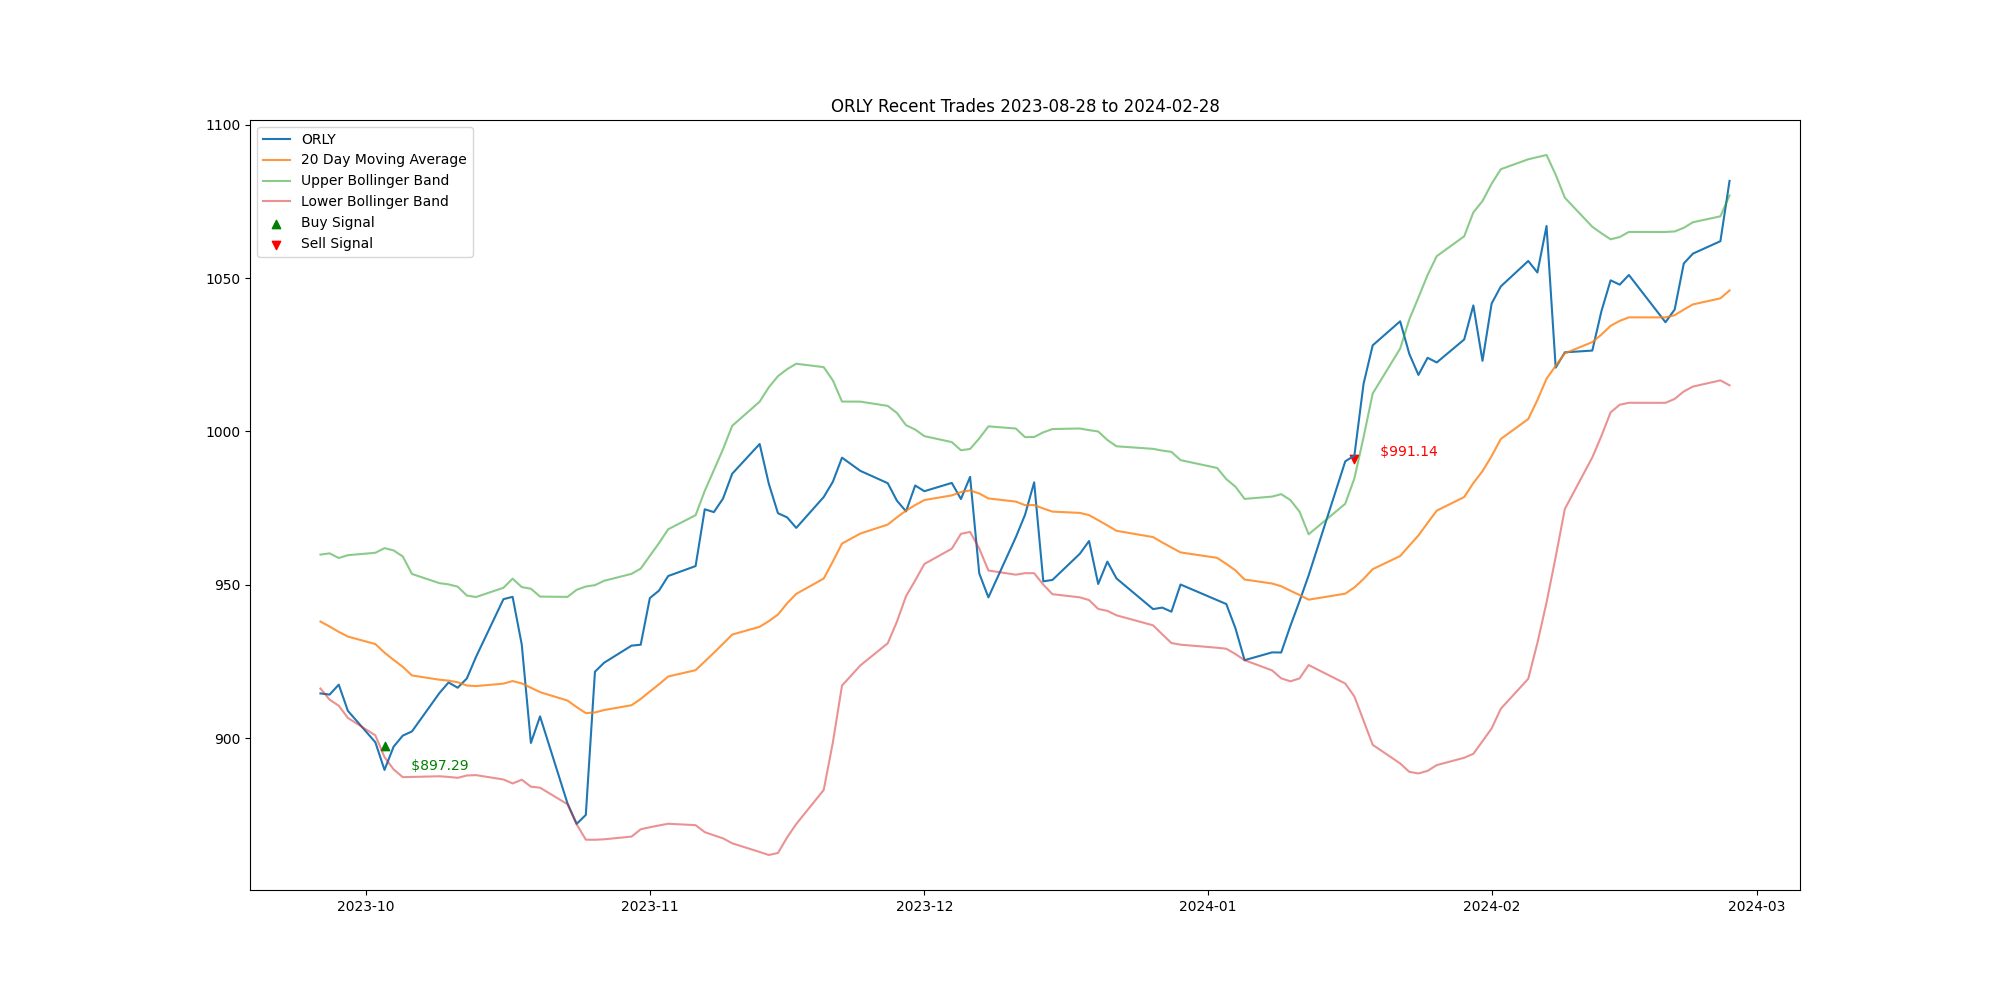 ORLY Recent Trades 2023-08-28 to 2024-02-28
1100
1050
1000
950
900
ORLY
20 Day Moving Average
Upper Bollinger Band
Lower Bollinger Band
Buy Signal
Sell Signal
$991.14
$897.29
2023-10
2023-11
2023-12
2024-01
2024-02
2024-03